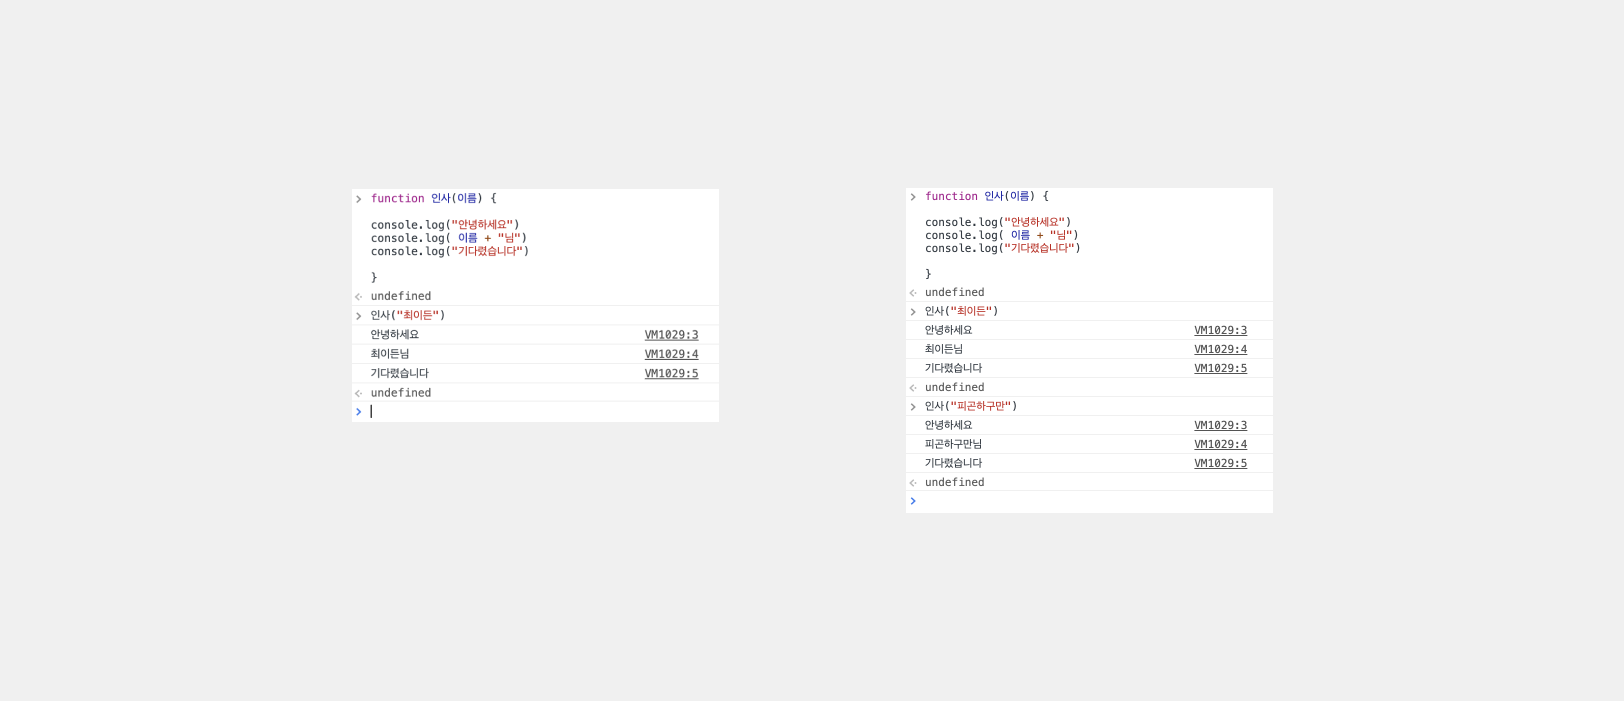 function 인사(이름) {
console.log("안녕하세요")
console.log( 이름 + "님")
console.log("기다렸습니다")
}
undefined
인사("최이든")
안녕하세요 VM1029:3
최이든님 VM1029:4
기다렸습니다 VM1029:5
undefined
function 인사(이름) {
console.log("안녕하세요")
console.log( 이름 + "님")
console.log("기다렸습니다")
}
undefined
인사("최이든")
안녕하세요 VM1029:3
최이든님 VM1029:4
기다렸습니다 VM1029:5
undefined
인사("피곤하구만")
안녕하세요 VM1029:3
피곤하구만님 VM1029:4
기다렸습니다 VM1029:5
undefined